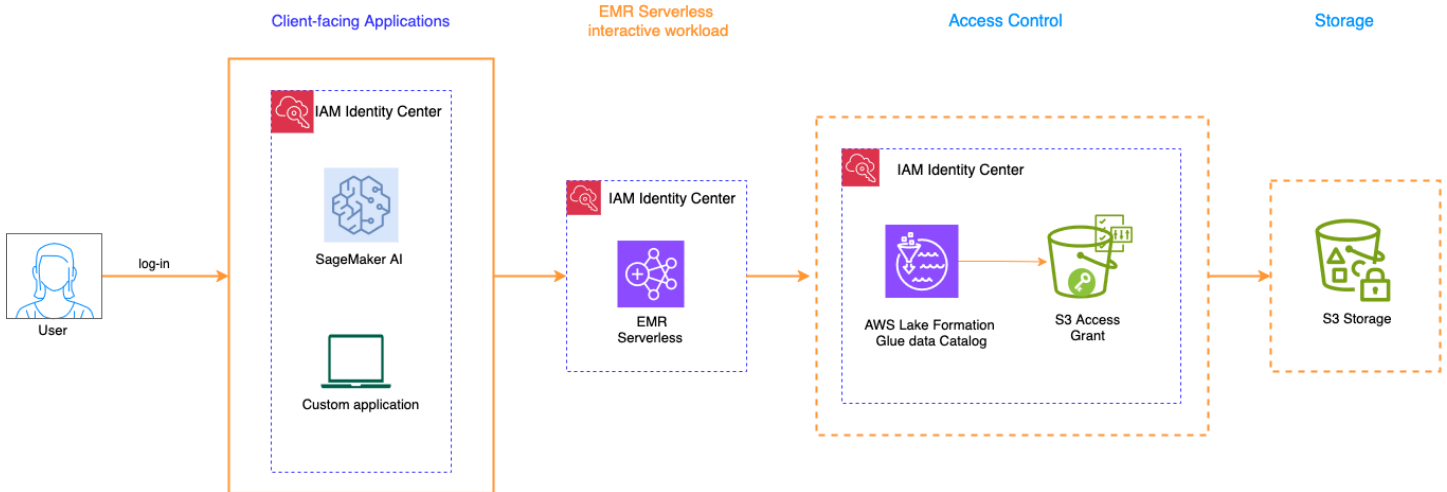 Client-facing Applications
EMR Serverless
interactive workload
Access Control
Storage
IAM Identity Center
SageMaker AI
Custom application
log-in
User
IAM Identity Center
EMR
Serverless
IAM Identity Center
AWS Lake Formation
Glue data Catalog
S3 Access
Grant
S3 Storage